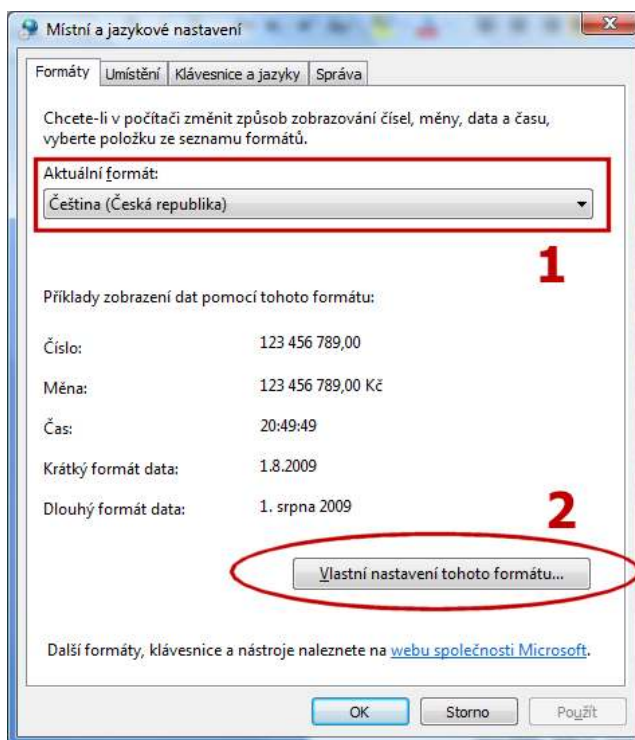 Místní a jazykové nastavení
Formáty Umístění Klávesnice a jazyky Správa
Chcete-li v počítači změnit způsob zobrazování čísel, měny, data a času,
vyberte položku ze seznamu formátů.
Aktuální formát:
Čeština (Česká republika)
1
Příklady zobrazení dat pomocí tohoto formátu:
Číslo: 123 456 789,00
Měna: 123 456 789,00 Kč
Čas: 20:49:49
Krátký formát data: 1.8.2009
Dlouhý formát data: 1. srpna 2009
2
Vlastní nastavení tohoto formátu...
Další formáty, klávesnice a nástroje naleznete na webu společnosti Microsoft.
OK Storno Použít